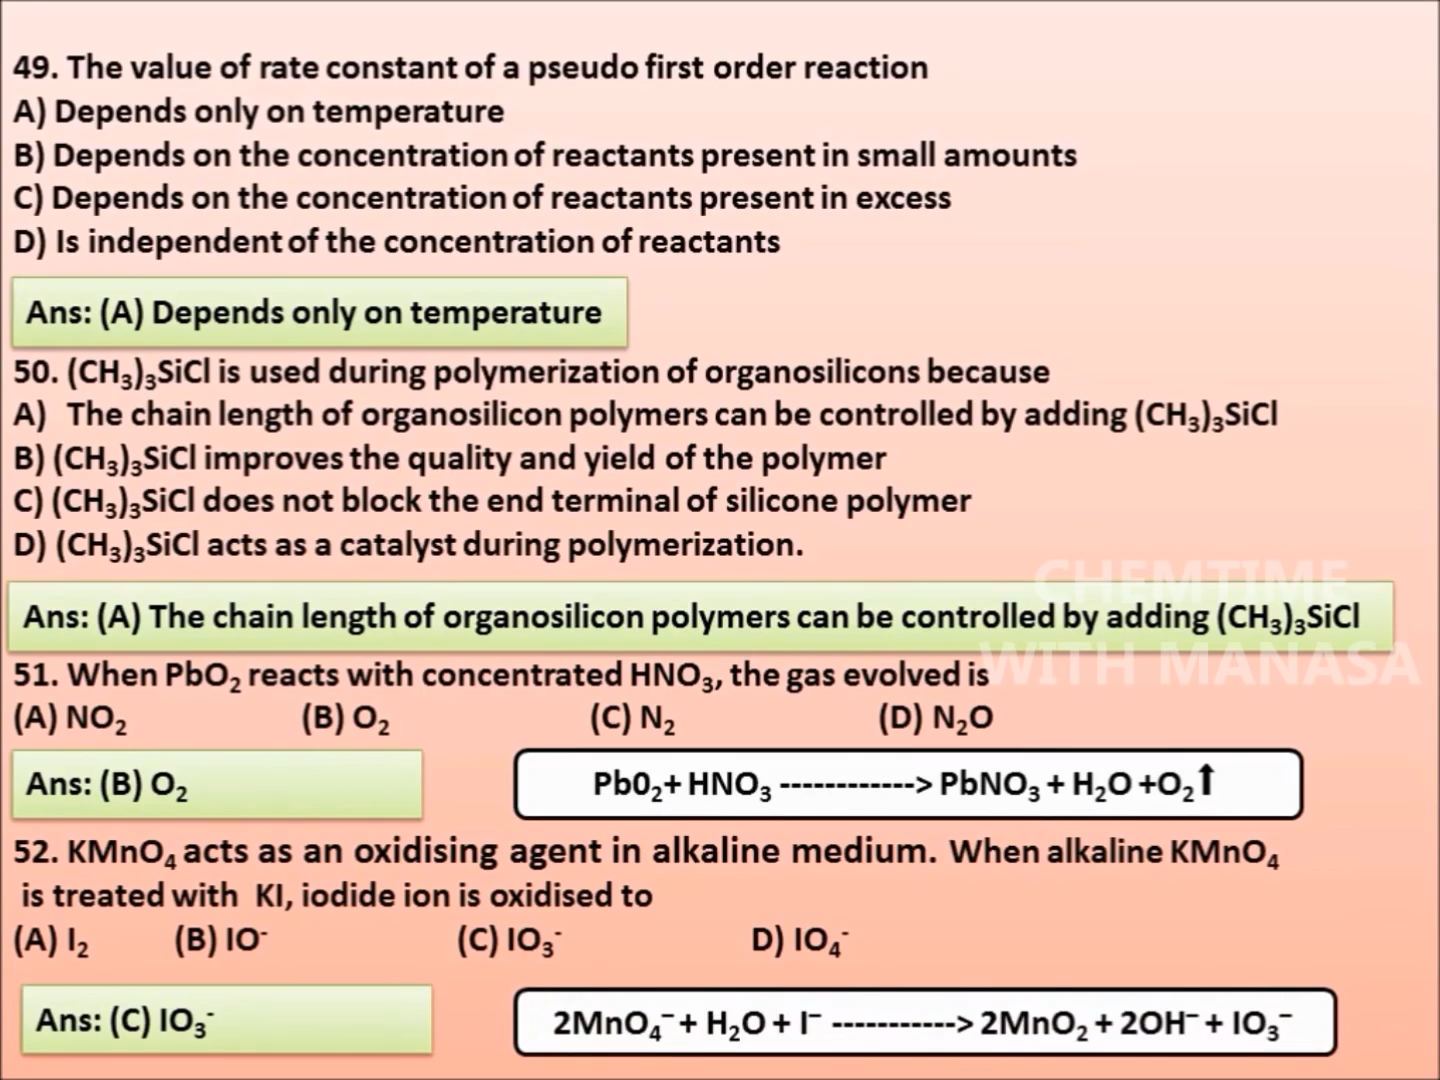 49. The value of rate constant of a pseudo first order reaction
A) Depends only on temperature
B) Depends on the concentration of reactants present in small amounts
C) Depends on the concentration of reactants present in excess
D) Is independent of the concentration of reactants
Ans: (A) Depends only on temperature
50. (CH₃)₃SiCl is used during polymerization of organosilicons because
A) The chain length of organosilicon polymers can be controlled by adding (CH₃)₃SiCl
B) (CH₃)₃SiCl improves the quality and yield of the polymer
C) (CH₃)₃SiCl does not block the end terminal of silicone polymer
D) (CH₃)₃SiCl acts as a catalyst during polymerization.
CHEMTIME
Ans: (A) The chain length of organosilicon polymers can be controlled by adding (CH₃)₃SiCl
WITH MANASA
51. When PbO₂ reacts with concentrated HNO₃, the gas evolved is
(A) NO₂ (B) O₂ (C) N₂ (D) N₂O
Ans: (B) O₂
Pb0₂+ HNO₃ ------------> PbNO₃ + H₂O +O₂⬆
52. KMnO₄ acts as an oxidising agent in alkaline medium. When alkaline KMnO₄
is treated with KI, iodide ion is oxidised to
(A) I₂ (B) IO⁻ (C) IO₃⁻ D) IO₄⁻
Ans: (C) IO₃⁻
2MnO₄⁻ + H₂O + I⁻ -----------> 2MnO₂ + 2OH⁻ + IO₃⁻